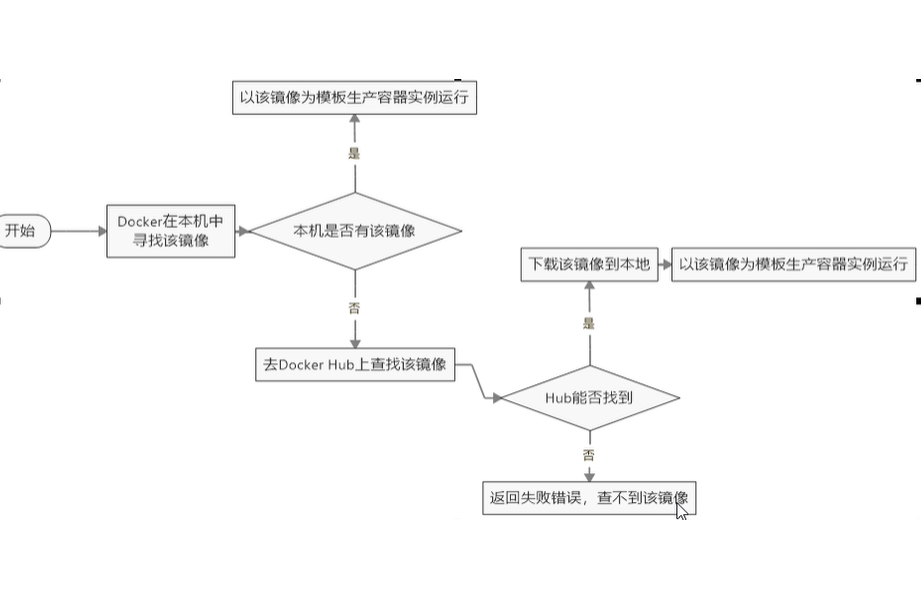 以该镜像为模板生产容器实例运行
是
开始
Docker在本机中
寻找该镜像
本机是否有该镜像
否
去Docker Hub上查找该镜像
下载该镜像到本地
以该镜像为模板生产容器实例运行
是
Hub能否找到
否
返回失败错误，查不到该镜像